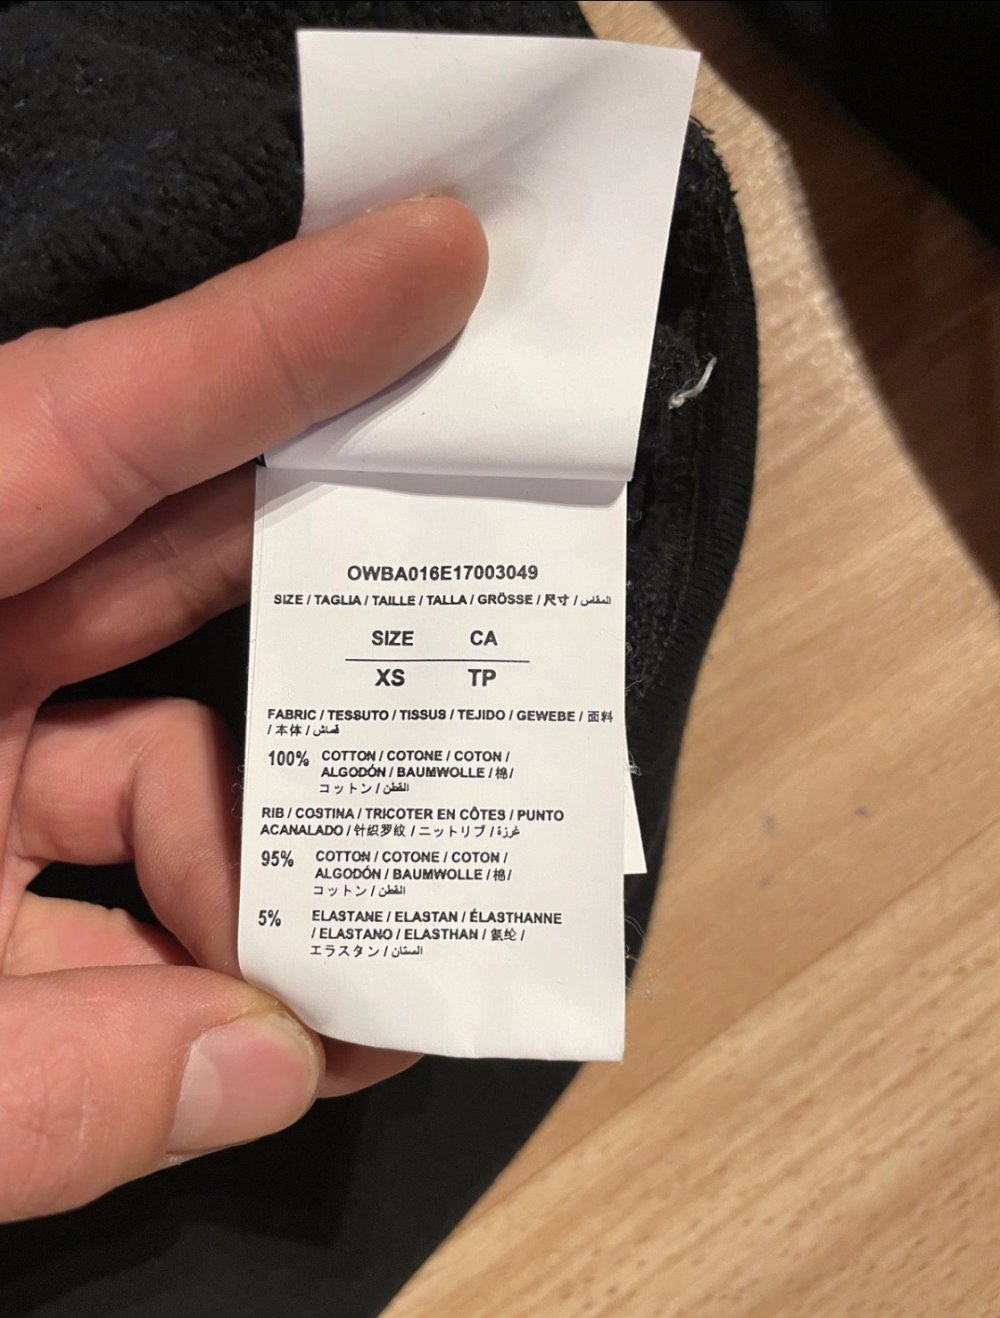 OWBA016E17003049
SIZE / TAGLIA / TAILLE / TALLA / GRÖSSE / 尺寸 / المقاس
SIZE CA
XS TP
FABRIC / TESSUTO / TISSUS / TEJIDO / GEWEBE / 面料
/ 本体 / قماش
100% COTTON / COTONE / COTON /
ALGODÓN / BAUMWOLLE / 棉 /
コットン / القطن
RIB / COSTINA / TRICOTER EN CÔTES / PUNTO
ACANALADO / 针织罗纹 / ニットリブ / غرزة
95% COTTON / COTONE / COTON /
ALGODÓN / BAUMWOLLE / 棉 /
コットン / القطن
5% ELASTANE / ELASTAN / ÉLASTHANNE
/ ELASTANO / ELASTHAN / 氨纶 /
エラスタン / الستان